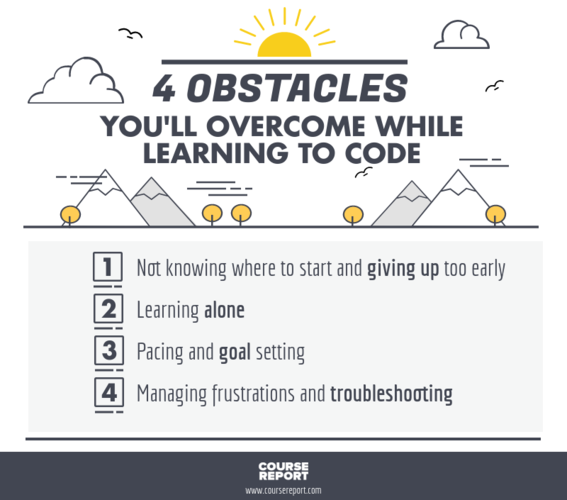 4 OBSTACLES
YOU'LL OVERCOME WHILE
LEARNING TO CODE
1 Not knowing where to start and giving up too early
2 Learning alone
3 Pacing and goal setting
4 Managing frustrations and troubleshooting
COURSE
REPORT
www.coursereport.com